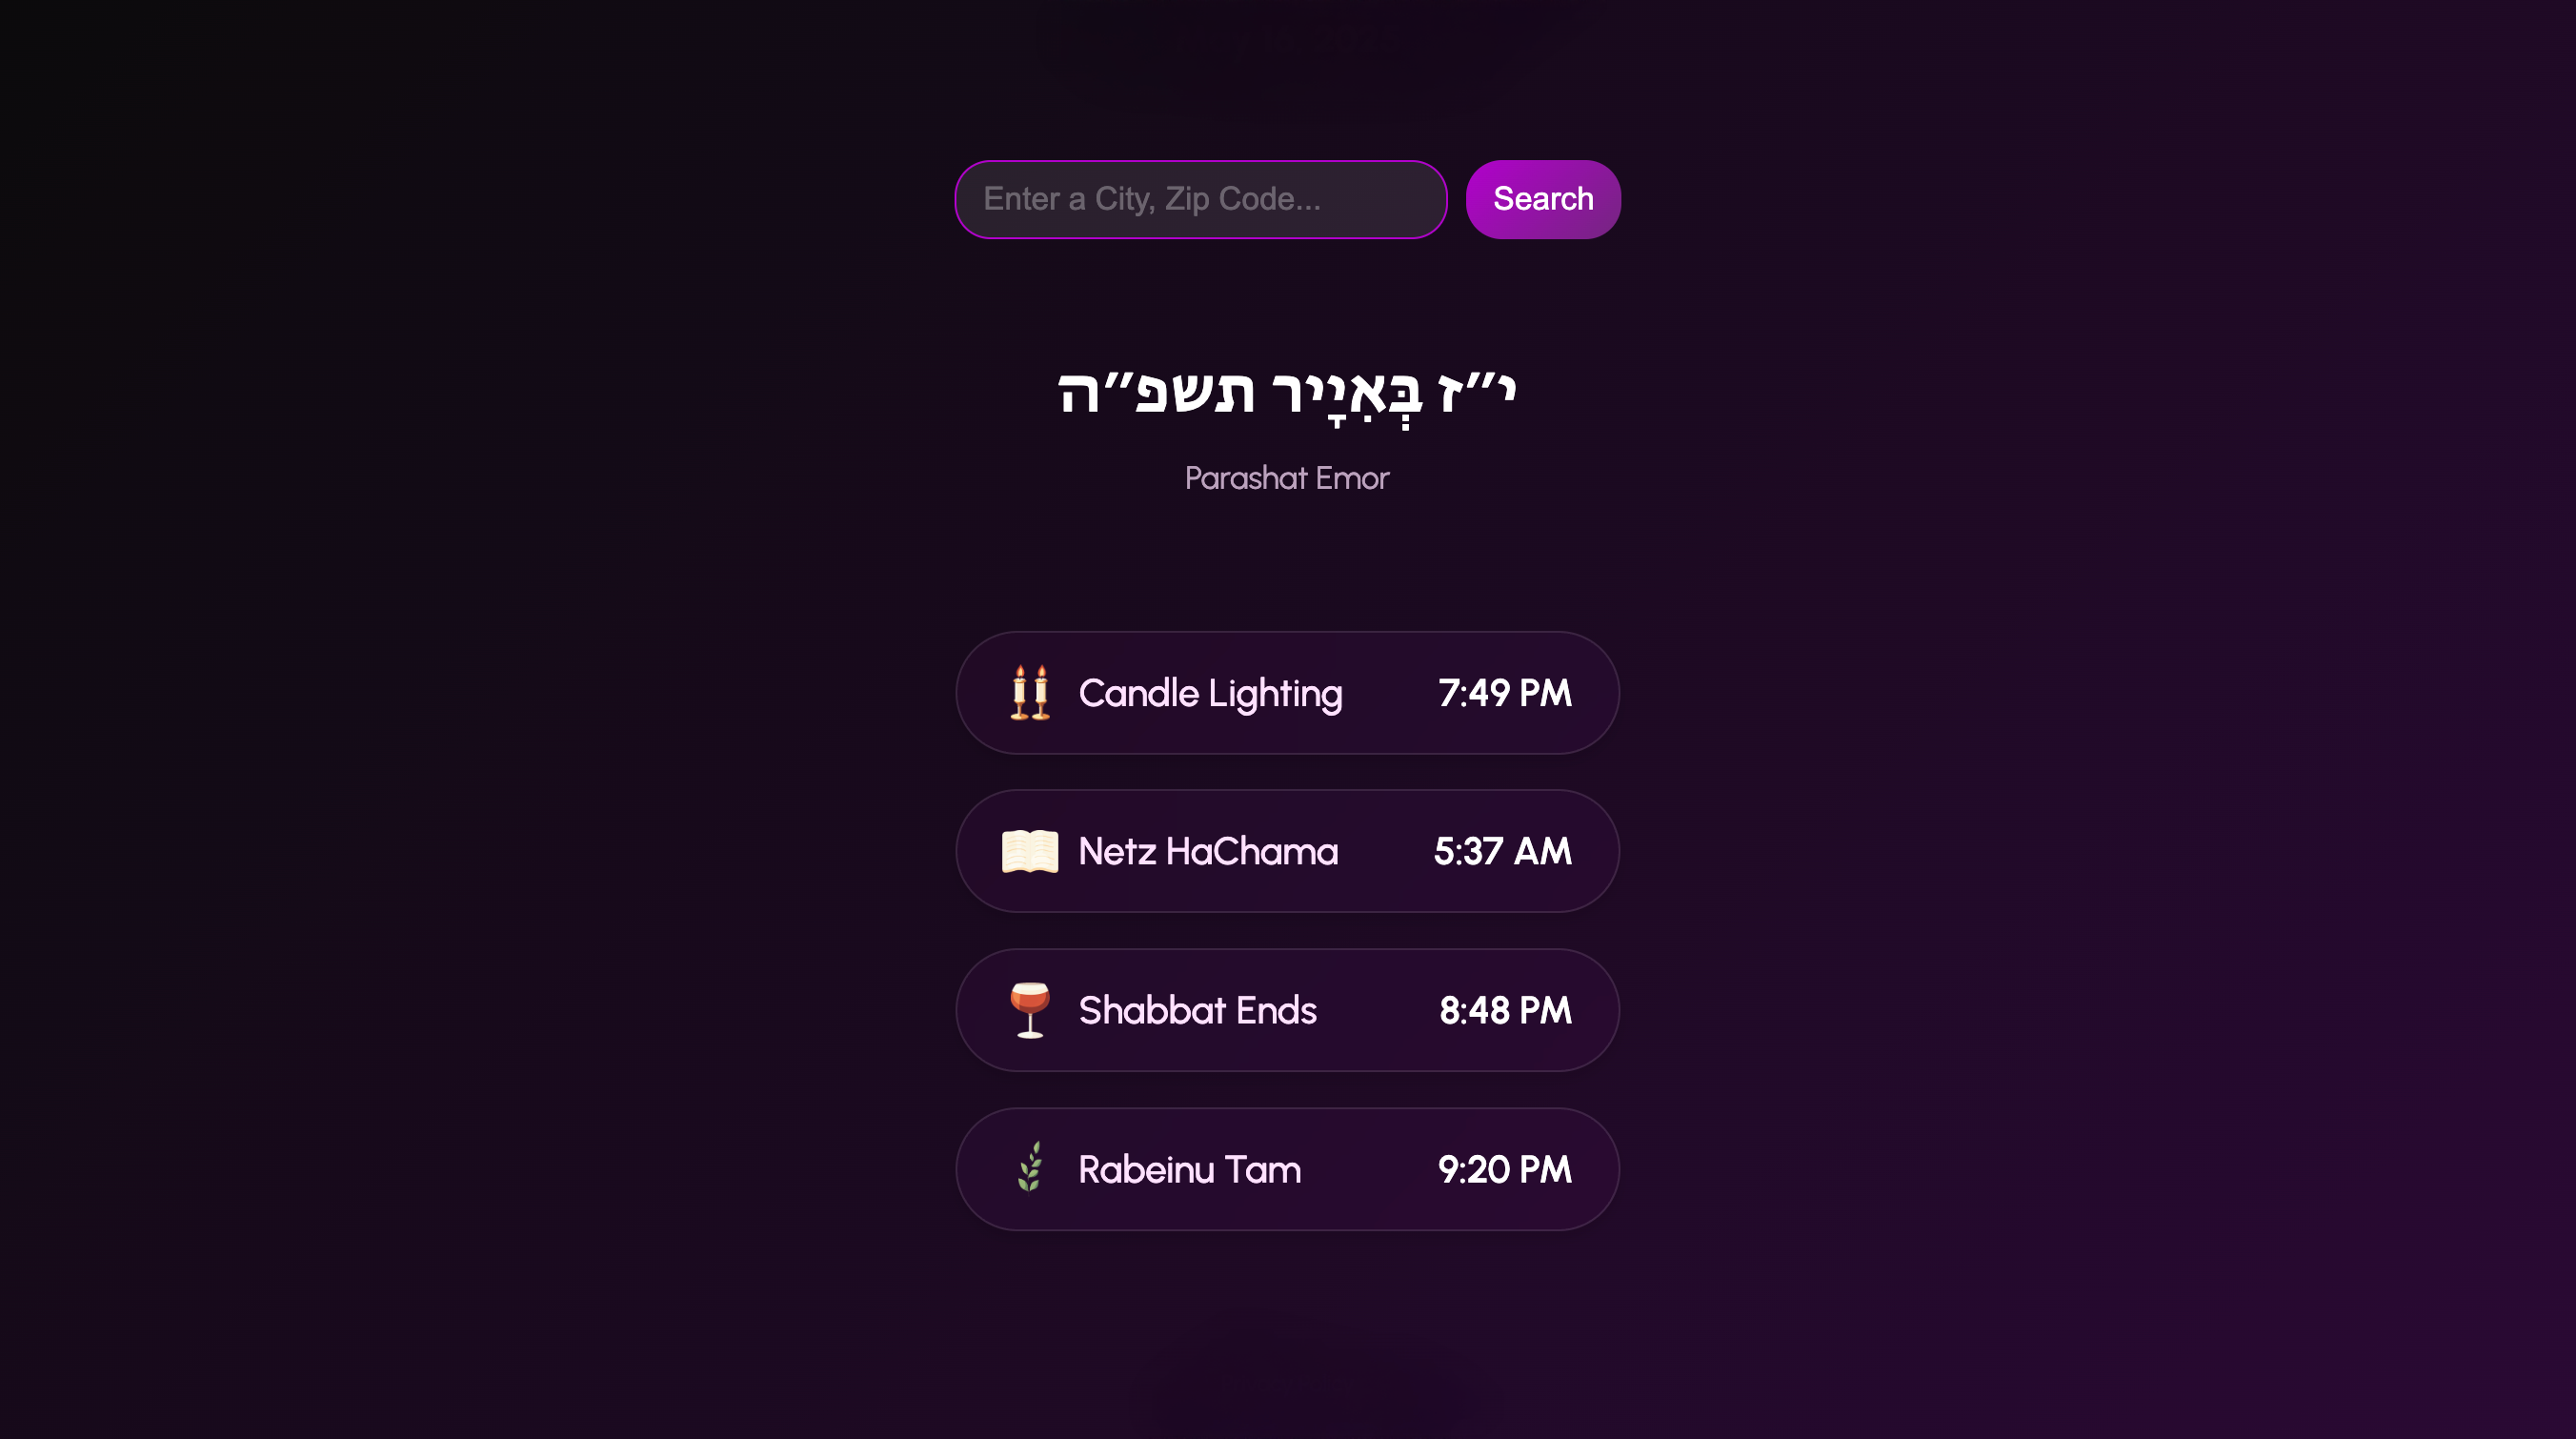 Enter a City, Zip Code...
Search
י״ז בְּאִיָיר תשפ״ה
Parashat Emor
Candle Lighting 7:49 PM
Netz HaChama 5:37 AM
Shabbat Ends 8:48 PM
Rabeinu Tam 9:20 PM